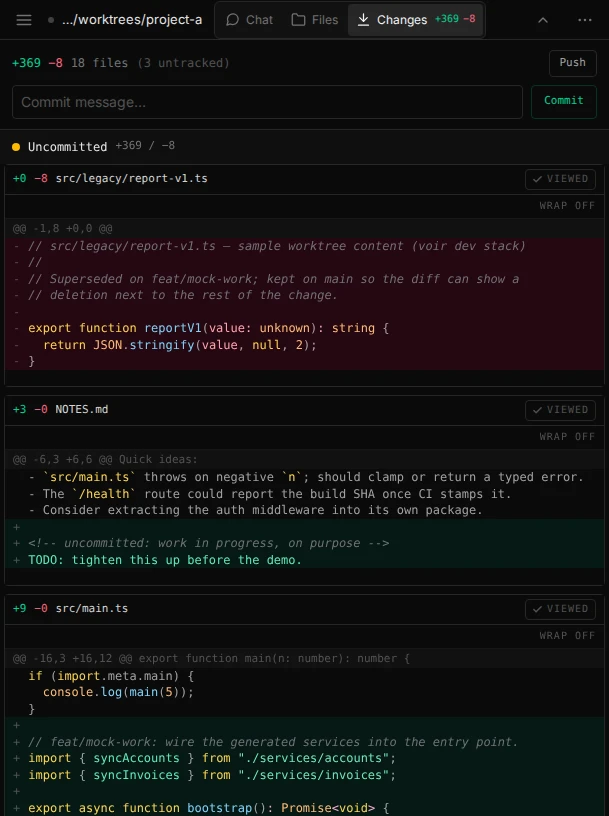 .../worktrees/project-a Chat Files Changes +369 −8
+369 −8 18 files (3 untracked) Push
Commit message... Commit
Uncommitted +369 / −8
+0 −8 src/legacy/report-v1.ts VIEWED
WRAP OFF
@@ -1,8 +0,0 @@
- // src/legacy/report-v1.ts — sample worktree content (voir dev stack)
- //
- // Superseded on feat/mock-work; kept on main so the diff can show a
- // deletion next to the rest of the change.
-
- export function reportV1(value: unknown): string {
-   return JSON.stringify(value, null, 2);
- }
+3 −0 NOTES.md VIEWED
WRAP OFF
@@ -6,3 +6,6 @@ Quick ideas:
- `src/main.ts` throws on negative `n`; should clamp or return a typed error.
- The `/health` route could report the build SHA once CI stamps it.
- Consider extracting the auth middleware into its own package.
+
+ <!-- uncommitted: work in progress, on purpose -->
+ TODO: tighten this up before the demo.
+9 −0 src/main.ts VIEWED
WRAP OFF
@@ -16,3 +16,12 @@ export function main(n: number): number {
if (import.meta.main) {
  console.log(main(5));
}
+
+ // feat/mock-work: wire the generated services into the entry point.
+ import { syncAccounts } from "./services/accounts";
+ import { syncInvoices } from "./services/invoices";
+
+ export async function bootstrap(): Promise<void> {